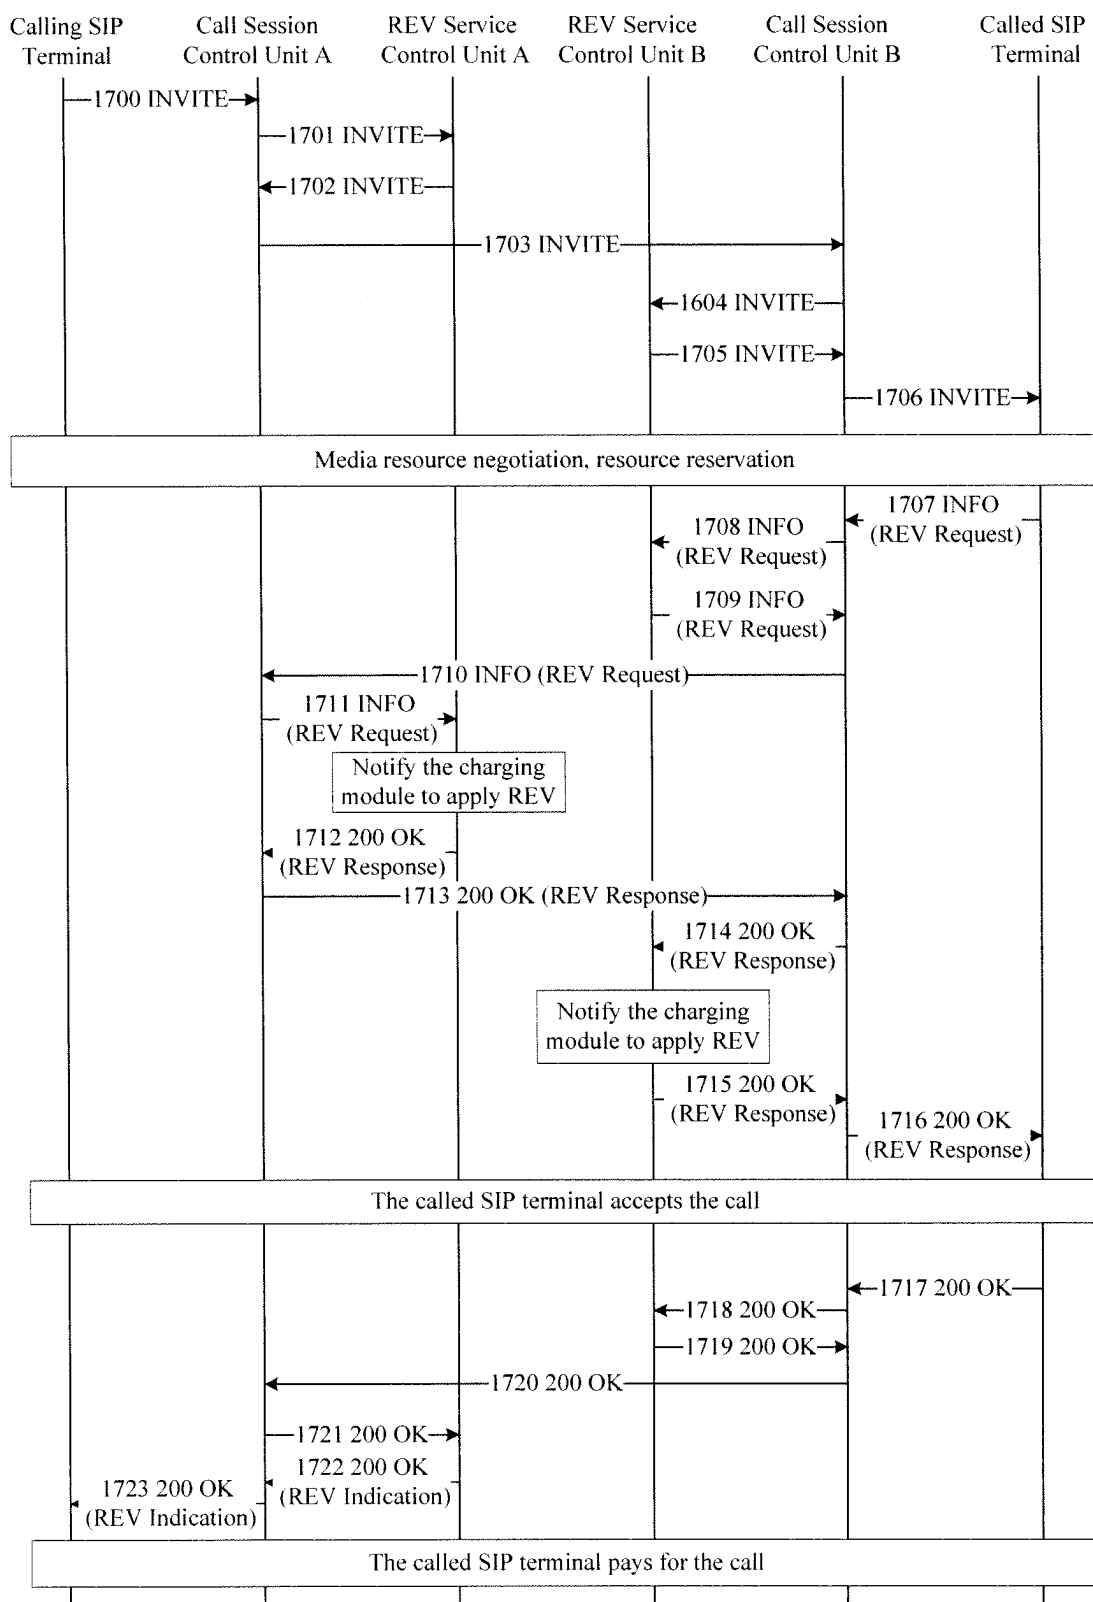 Calling SIP
Terminal
Call Session
Control Unit A
REV Service
Control Unit A
REV Service
Control Unit B
Call Session
Control Unit B
Called SIP
Terminal
1700 INVITE
1701 INVITE
1702 INVITE
1703 INVITE
1604 INVITE
1705 INVITE
1706 INVITE
Media resource negotiation, resource reservation
1707 INFO
(REV Request)
1708 INFO
(REV Request)
1709 INFO
(REV Request)
1710 INFO (REV Request)
1711 INFO
(REV Request)
Notify the charging
module to apply REV
1712 200 OK
(REV Response)
1713 200 OK (REV Response)
1714 200 OK
(REV Response)
Notify the charging
module to apply REV
1715 200 OK
(REV Response)
1716 200 OK
(REV Response)
The called SIP terminal accepts the call
1717 200 OK
1718 200 OK
1719 200 OK
1720 200 OK
1721 200 OK
1722 200 OK
(REV Indication)
1723 200 OK
(REV Indication)
The called SIP terminal pays for the call